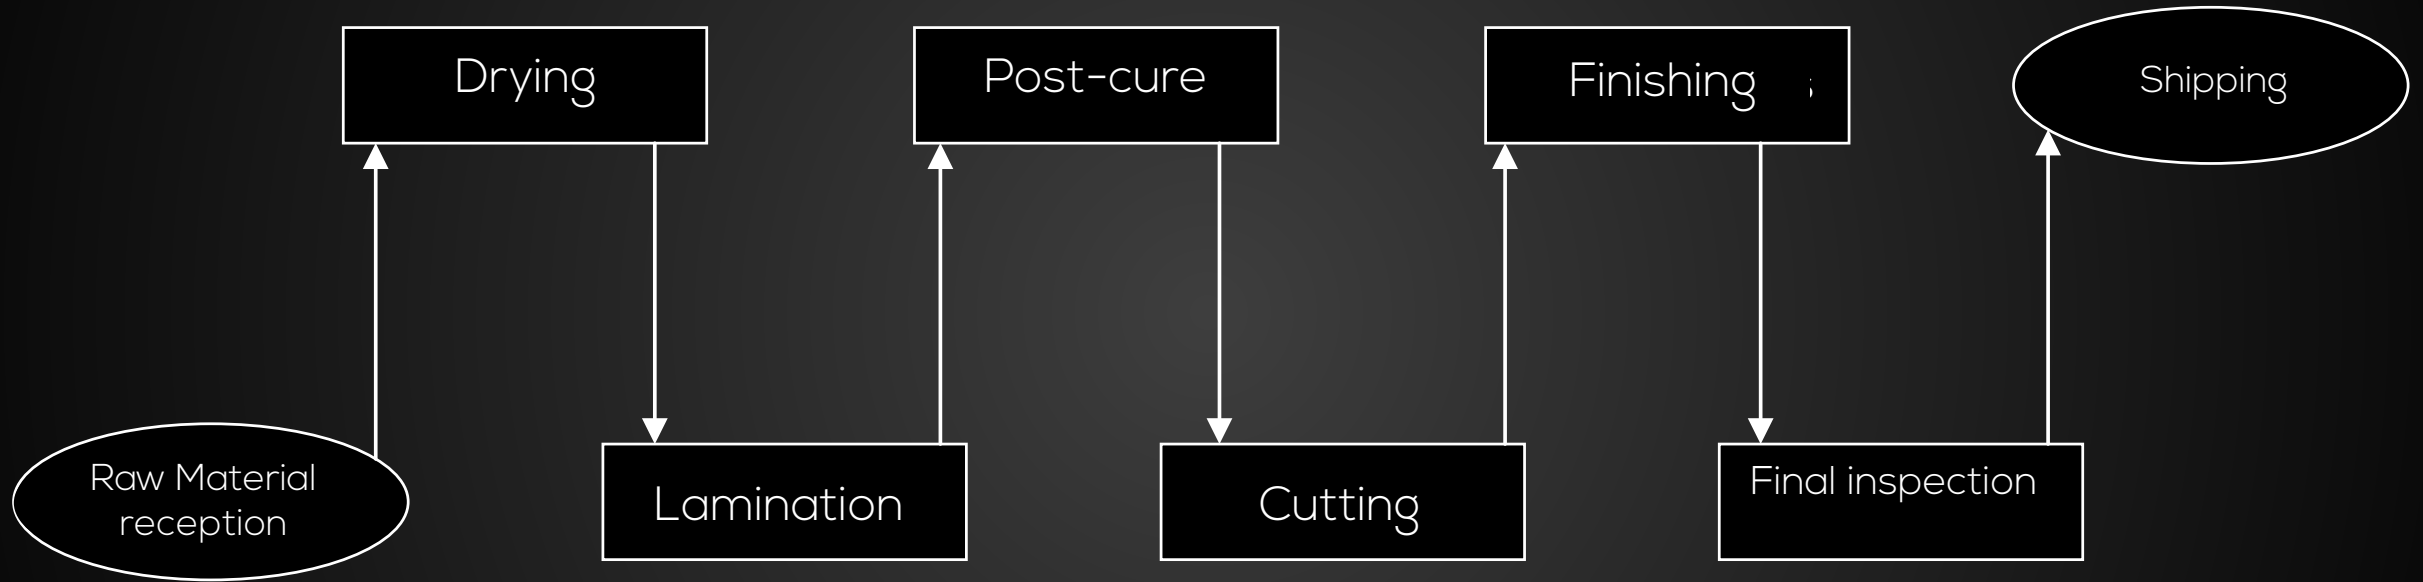 Raw Material
reception
Drying
Lamination
Post-cure
Cutting
Finishing
Final inspection
Shipping